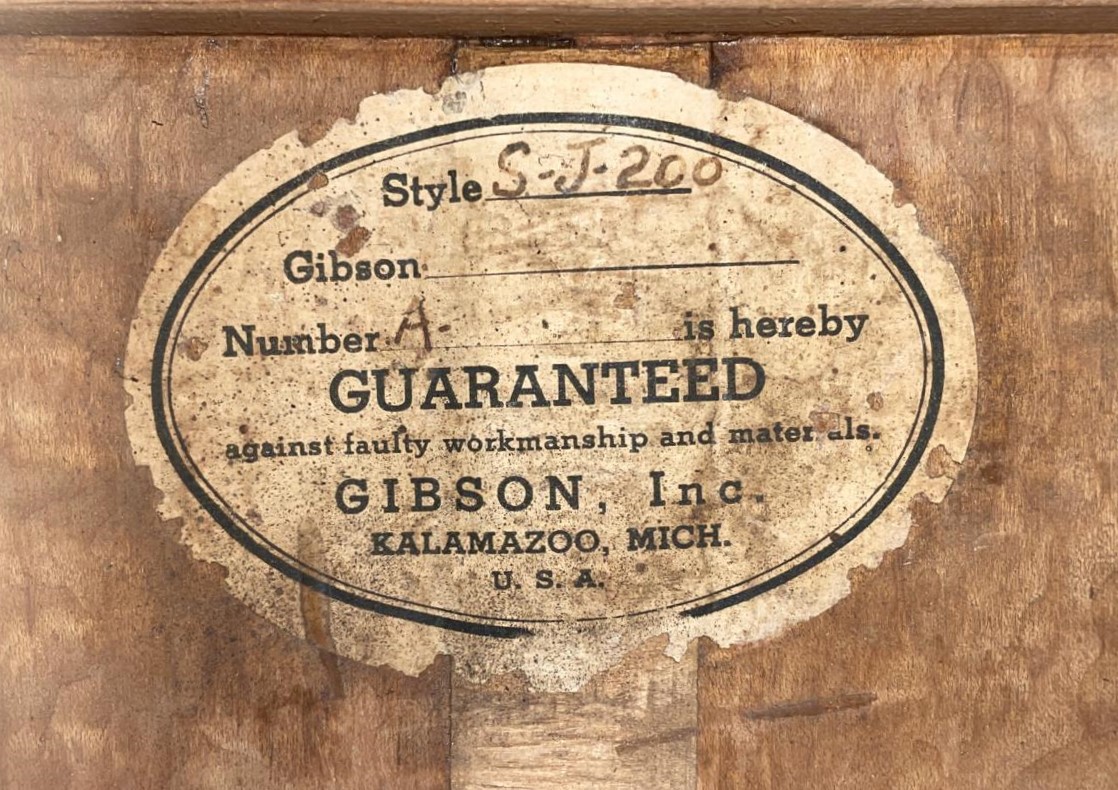 Style S-J-200
Gibson
Number A- is hereby
GUARANTEED
against faulty workmanship and mater als.
GIBSON, Inc.
KALAMAZOO, MICH.
U. S. A.